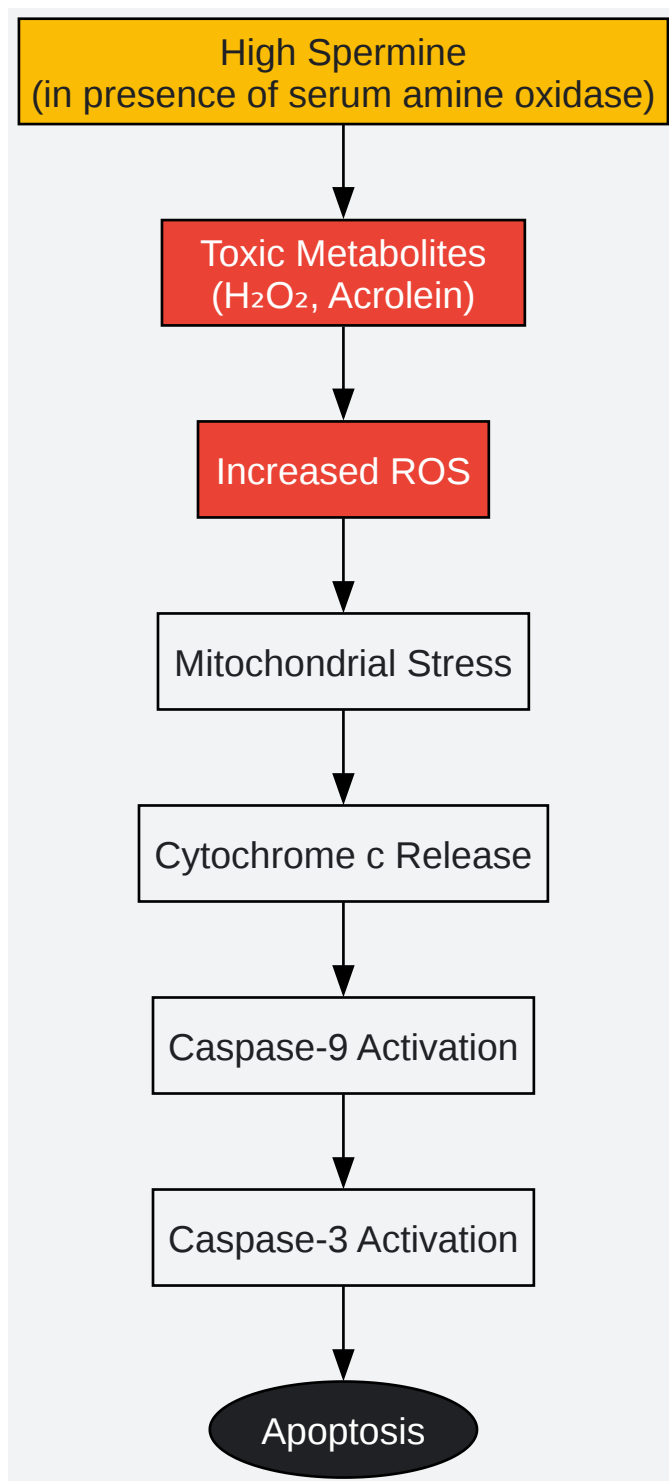 High Spermine
(in presence of serum amine oxidase)
Toxic Metabolites
(H₂O₂, Acrolein)
Increased ROS
Mitochondrial Stress
Cytochrome c Release
Caspase-9 Activation
Caspase-3 Activation
Apoptosis